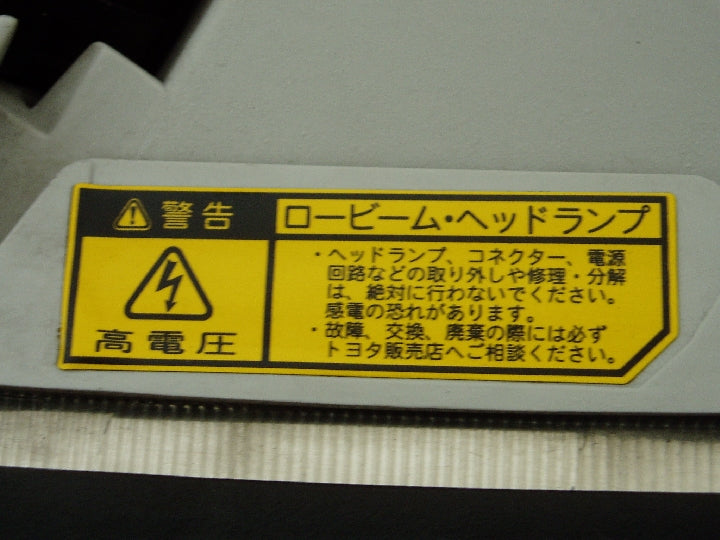 警告
高電圧
ロービーム・ヘッドランプ
・ヘッドランプ、コネクター、電源
回路などの取り外しや修理・分解
は、絶対に行わないでください。
感電の恐れがあります。
・故障、交換、廃棄の際には必ず
トヨタ販売店へご相談ください。